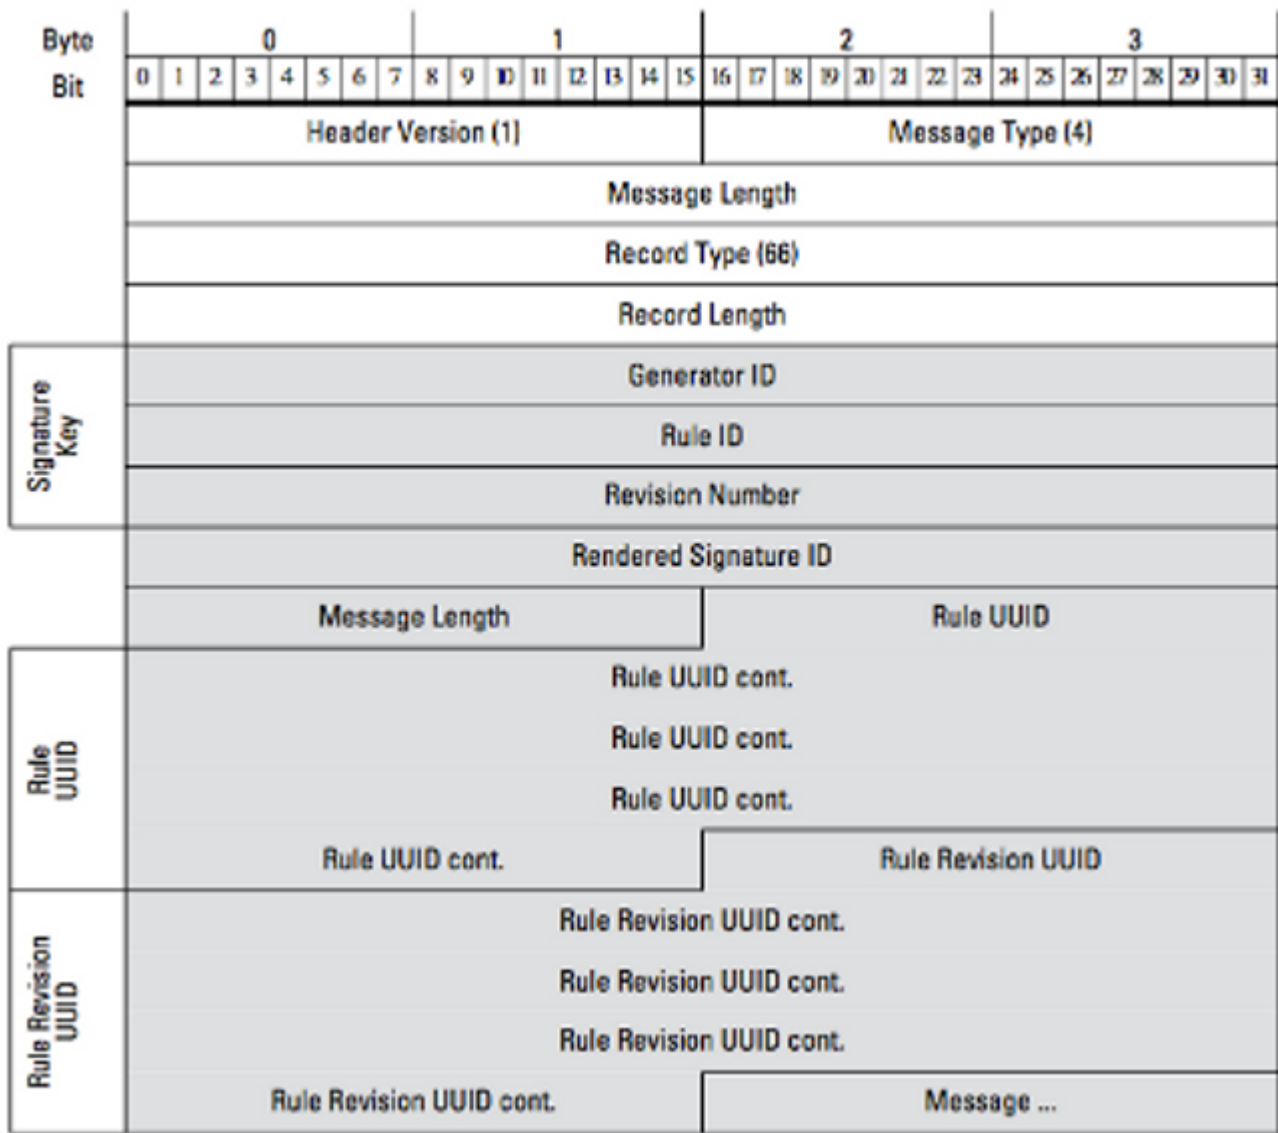 Byte 0 1 2 3
Bit 0 1 2 3 4 5 6 7 8 9 10 11 12 13 14 15 16 17 18 19 20 21 22 23 24 25 26 27 28 29 30 31
Header Version (1) Message Type (4)
Message Length
Record Type (66)
Record Length
Signature
Key
Generator ID
Rule ID
Revision Number
Rendered Signature ID
Message Length Rule UUID
Rule
UUID
Rule UUID cont.
Rule UUID cont.
Rule UUID cont.
Rule UUID cont. Rule Revision UUID
Rule Revision
UUID
Rule Revision UUID cont.
Rule Revision UUID cont.
Rule Revision UUID cont.
Rule Revision UUID cont. Message ...